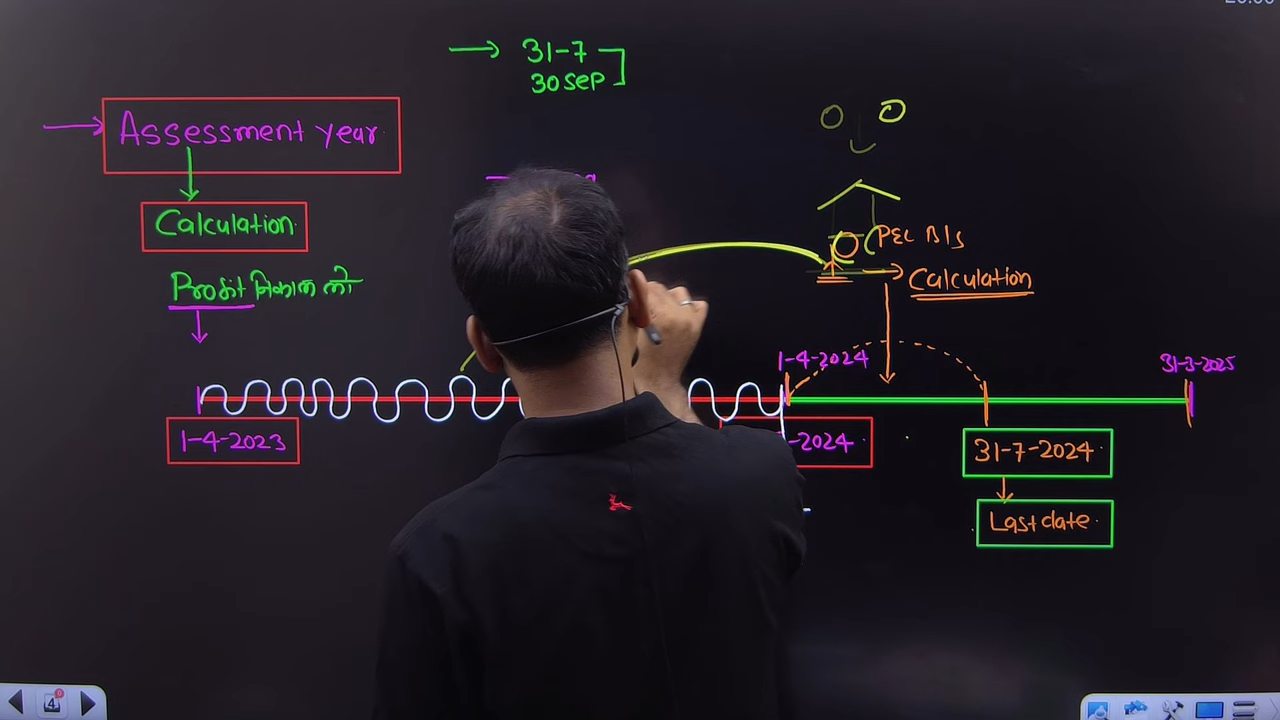 → 31-7
30 Sep
→ Assessment year
Calculation
Profit निकाल लो
P&L B/S
→ Calculation
1-4-2024
31-3-2025
1-4-2023
-2024
31-7-2024
Last date
4